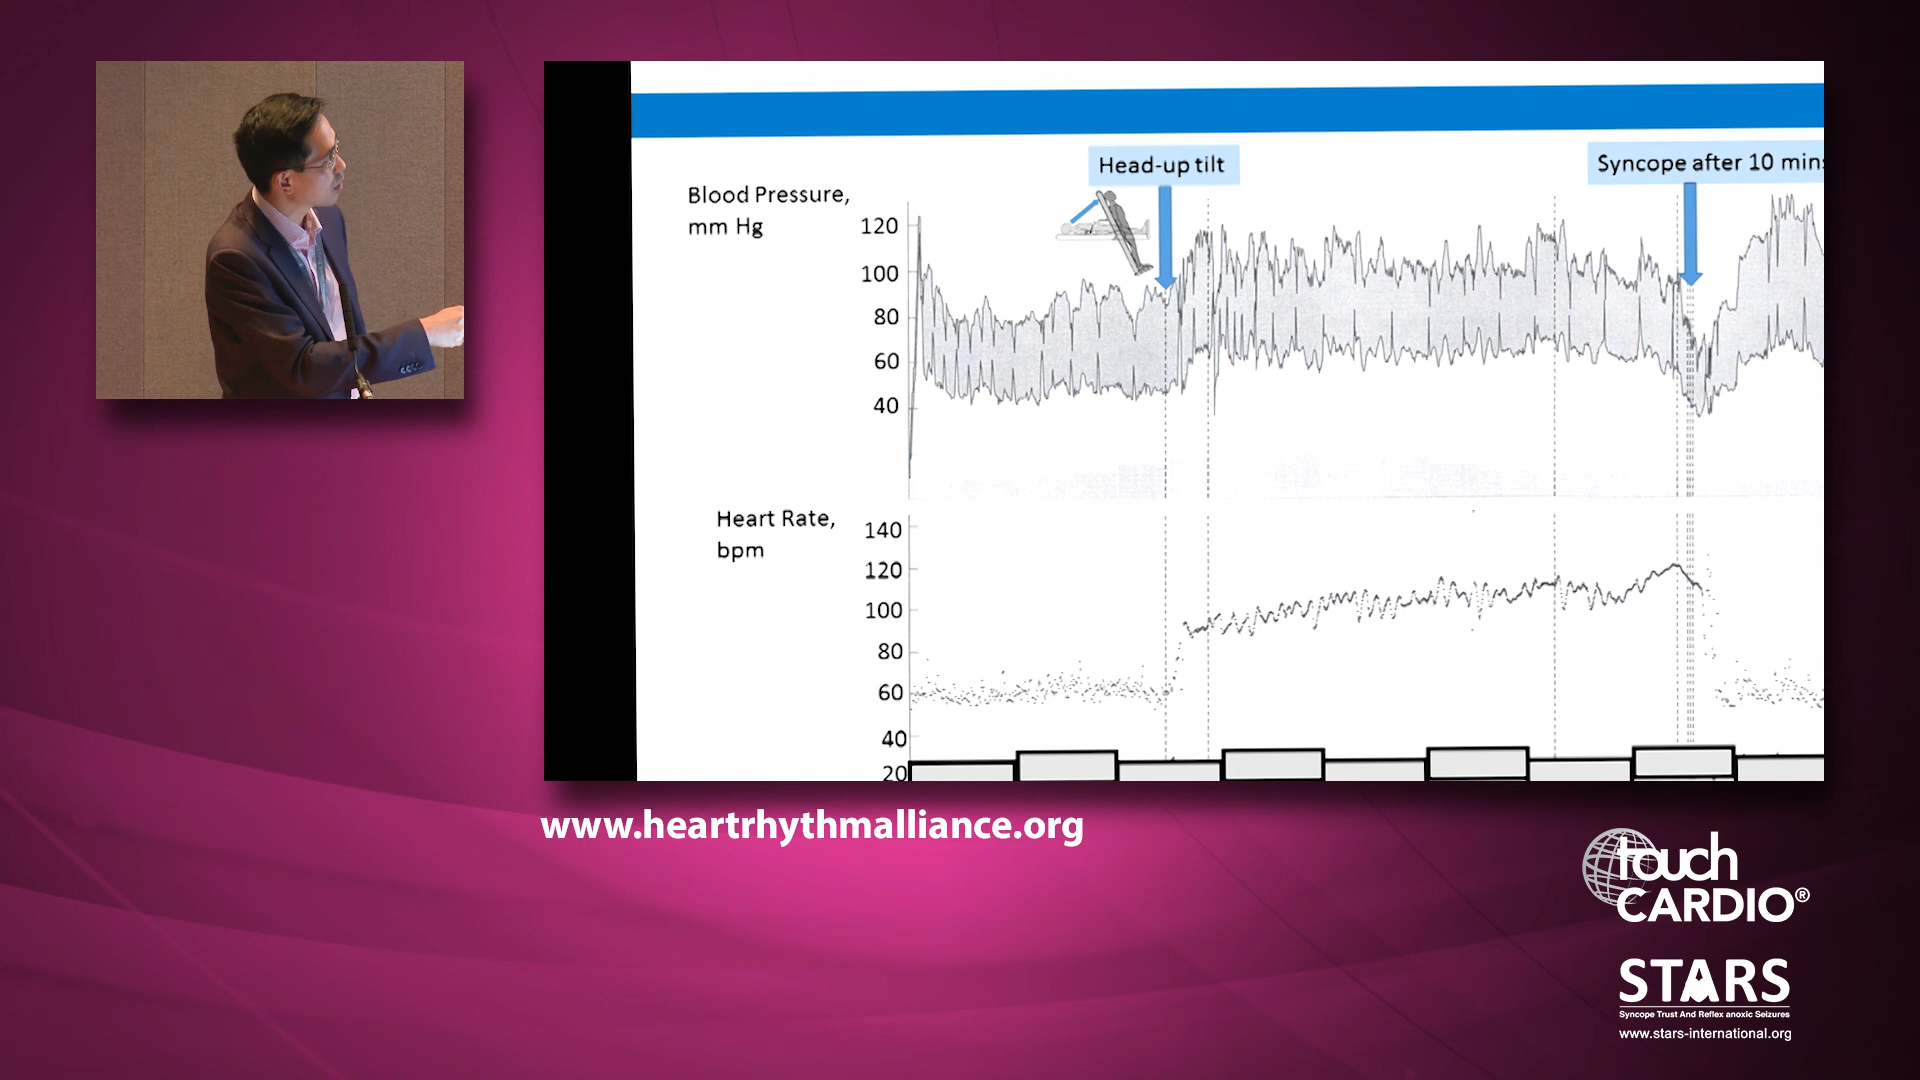 Head-up tilt
Syncope after 10 mins
Blood Pressure,
mm Hg
120
100
80
60
40
Heart Rate,
bpm
140
120
100
80
60
40
20
www.heartrhythmalliance.org
touch
CARDIO®
STARS
Syncope Trust And Reflex anoxic Seizures
www.stars-international.org